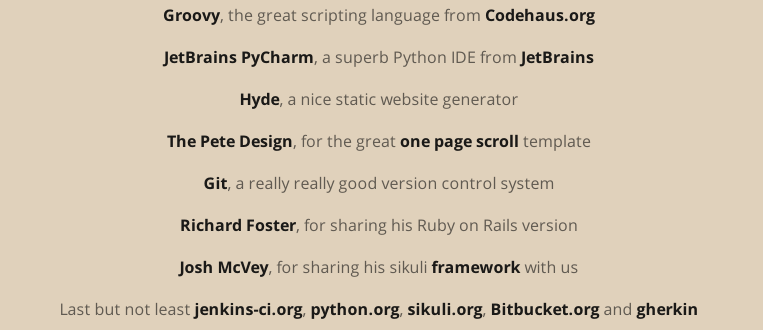 Groovy, the great scripting language from Codehaus.org
JetBrains PyCharm, a superb Python IDE from JetBrains
Hyde, a nice static website generator
The Pete Design, for the great one page scroll template
Git, a really really good version control system
Richard Foster, for sharing his Ruby on Rails version
Josh McVey, for sharing his sikuli framework with us
Last but not least jenkins-ci.org, python.org, sikuli.org, Bitbucket.org and gherkin